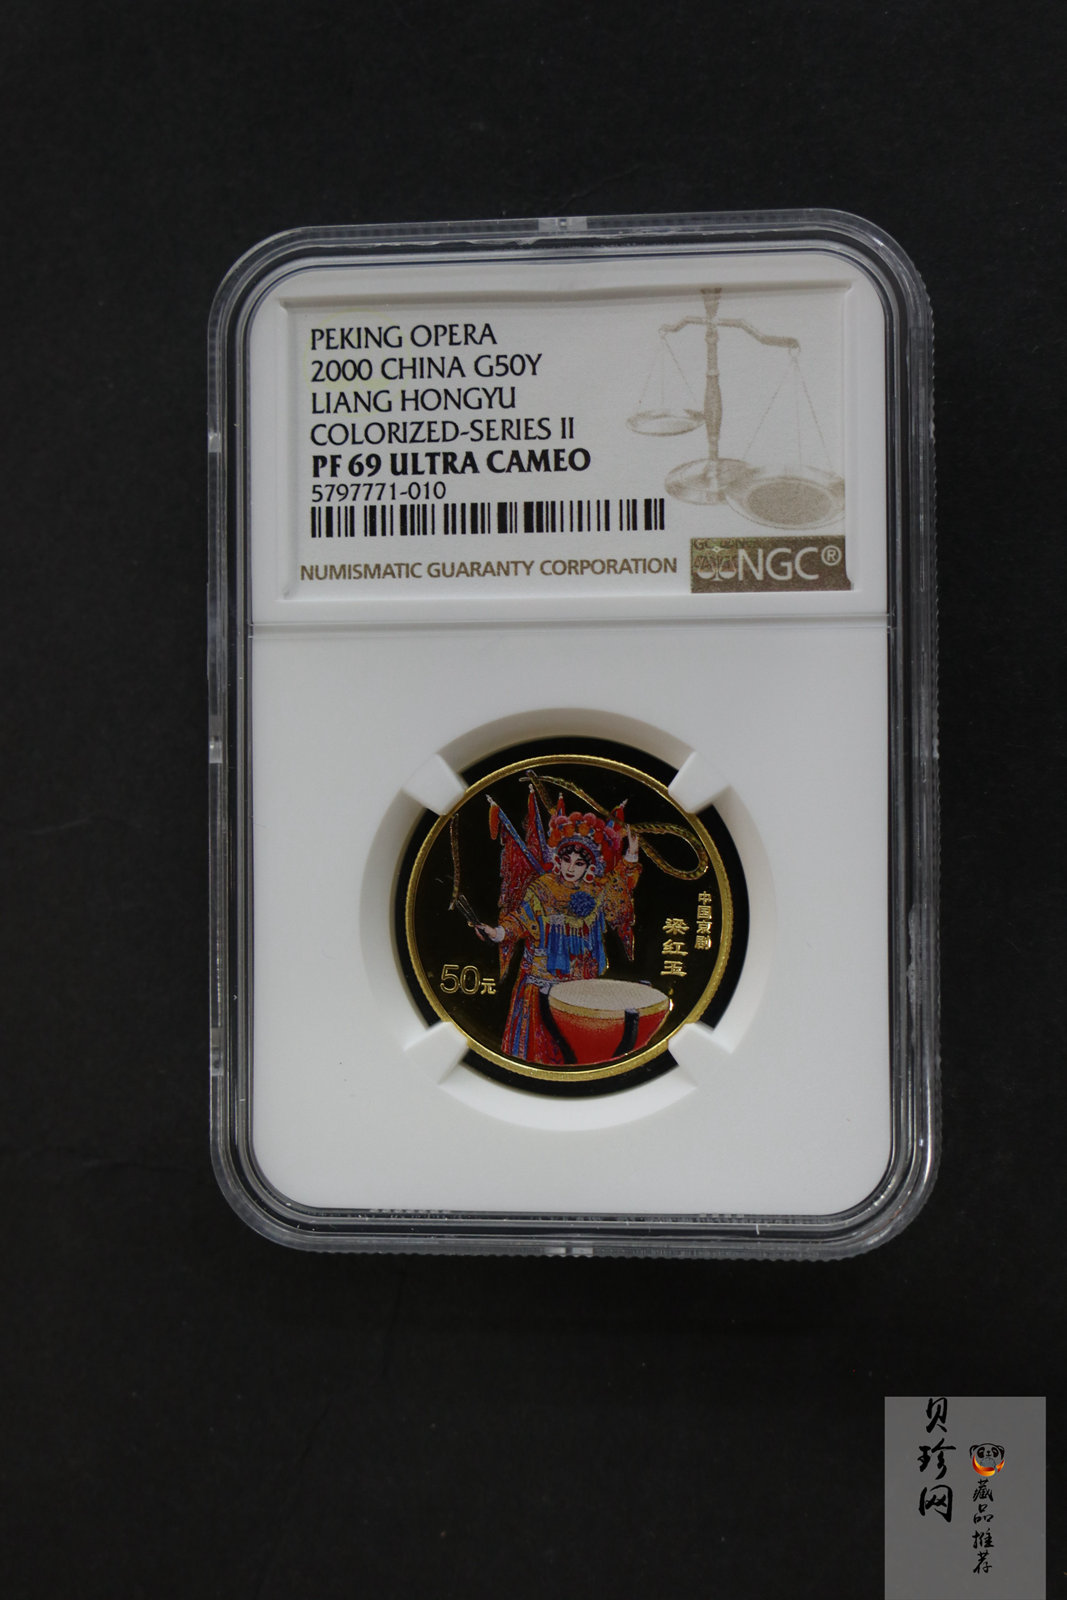 PEKING OPERA
2000 CHINA G50Y
LIANG HONGYU
COLORIZED-SERIES II
PF 69 ULTRA CAMEO
5797771-010
NUMISMATIC GUARANTY CORPORATION
NGC®
中国京剧
梁红玉
50元
贝珍网
藏品推荐